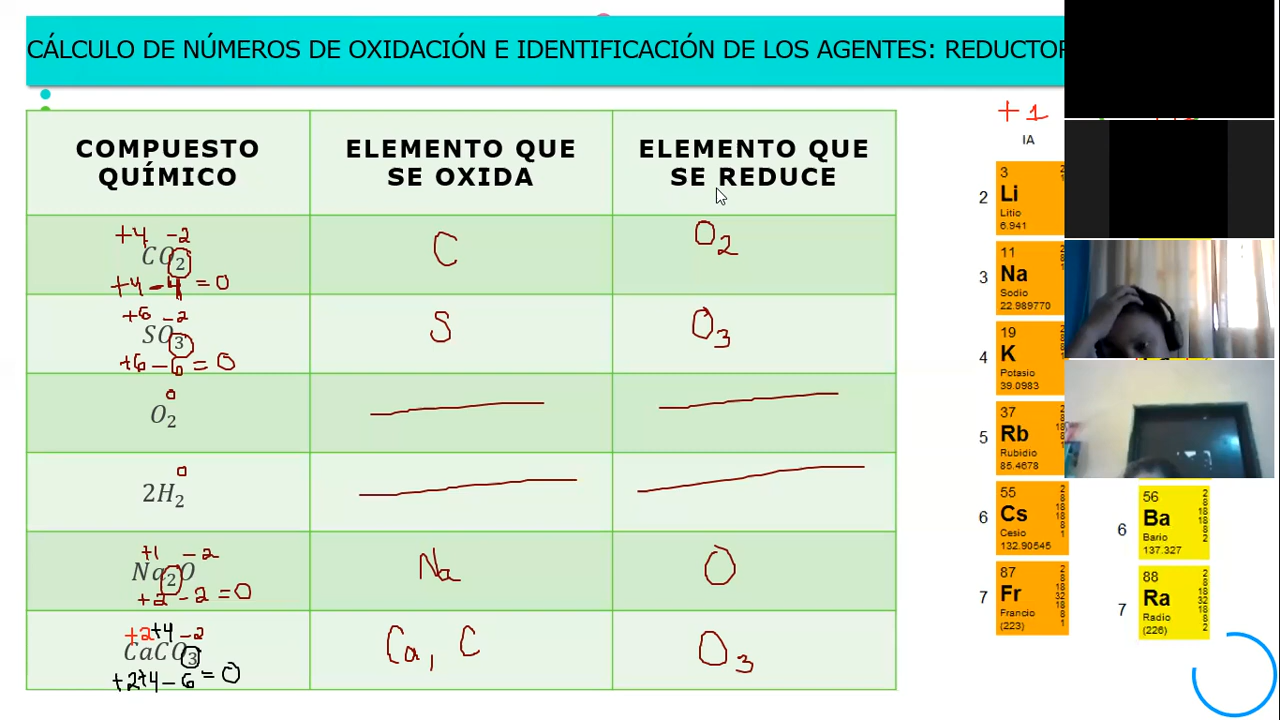 CÁLCULO DE NÚMEROS DE OXIDACIÓN E IDENTIFICACIÓN DE LOS AGENTES: REDUCTOR
COMPUESTO QUÍMICO
ELEMENTO QUE SE OXIDA
ELEMENTO QUE SE REDUCE
+4 -2
CO2
+4 -4 = 0
C
O2
+6 -2
SO3
+6 -6 = 0
S
O3
0
O2
0
2H2
+1 -2
Na2O
+2 -2 = 0
Na
O
+2 +4 -2
CaCO3
+2 +4 -6 = 0
Ca, C
O3
+1
IA
2
3
Li
Litio
6.941
3
11
Na
Sodio
22.989770
4
19
K
Potasio
39.0983
5
37
Rb
Rubidio
85.4678
6
55
Cs
Cesio
132.90545
7
87
Fr
Francio
(223)
6
56
Ba
Bario
137.327
7
88
Ra
Radio
(226)